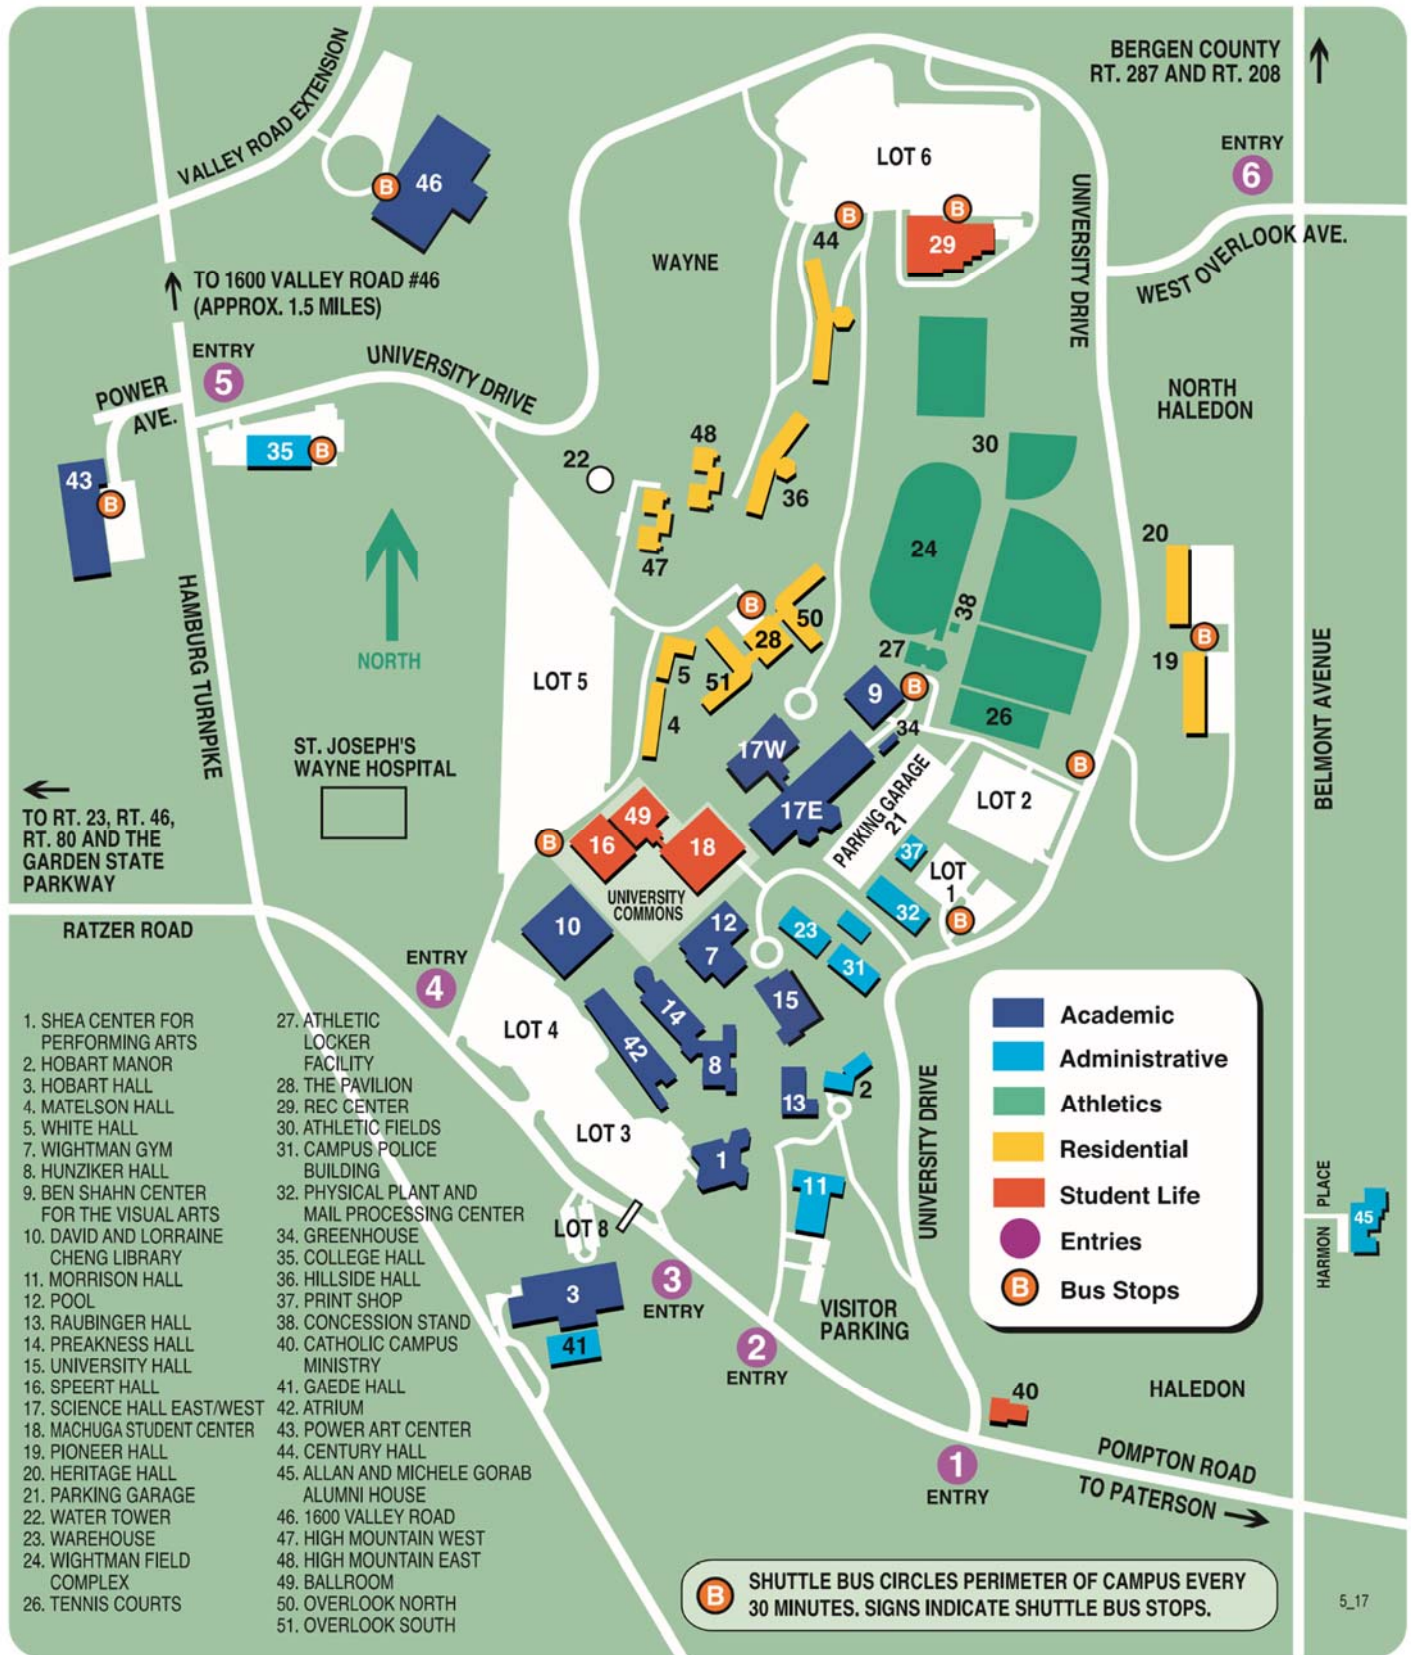 BERGEN COUNTY
RT. 287 AND RT. 208
ENTRY
6
VALLEY ROAD EXTENSION
B
46
LOT 6
UNIVERSITY DRIVE
WEST OVERLOOK AVE.
B
44
B
29
WAYNE
TO 1600 VALLEY ROAD #46
(APPROX. 1.5 MILES)
ENTRY
5
UNIVERSITY DRIVE
POWER
AVE.
35
B
43
B
NORTH
HALEDON
48
22
36
47
30
24
38
20
B
19
HAMBURG TURNPIKE
NORTH
B
50
28
5
51
4
27
9
B
34
26
BELMONT AVENUE
LOT 5
ST. JOSEPH'S
WAYNE HOSPITAL
17W
17E
PARKING GARAGE
21
LOT 2
B
TO RT. 23, RT. 46,
RT. 80 AND THE
GARDEN STATE
PARKWAY
B
49
16
18
37
LOT
1
32
B
UNIVERSITY
COMMONS
RATZER ROAD
10
12
7
23
31
ENTRY
4
15
14
42
8
LOT 4
13
2
UNIVERSITY DRIVE
LOT 3
1
11
LOT 8
3
ENTRY
3
41
2
ENTRY
VISITOR
PARKING
40
HALEDON
1
ENTRY
POMPTON ROAD
TO PATERSON
HARMON PLACE
45
Academic
Administrative
Athletics
Residential
Student Life
Entries
B Bus Stops
1. SHEA CENTER FOR
PERFORMING ARTS
2. HOBART MANOR
3. HOBART HALL
4. MATELSON HALL
5. WHITE HALL
7. WIGHTMAN GYM
8. HUNZIKER HALL
9. BEN SHAHN CENTER
FOR THE VISUAL ARTS
10. DAVID AND LORRAINE
CHENG LIBRARY
11. MORRISON HALL
12. POOL
13. RAUBINGER HALL
14. PREAKNESS HALL
15. UNIVERSITY HALL
16. SPEERT HALL
17. SCIENCE HALL EAST/WEST
18. MACHUGA STUDENT CENTER
19. PIONEER HALL
20. HERITAGE HALL
21. PARKING GARAGE
22. WATER TOWER
23. WAREHOUSE
24. WIGHTMAN FIELD
COMPLEX
26. TENNIS COURTS
27. ATHLETIC
LOCKER
FACILITY
28. THE PAVILION
29. REC CENTER
30. ATHLETIC FIELDS
31. CAMPUS POLICE
BUILDING
32. PHYSICAL PLANT AND
MAIL PROCESSING CENTER
34. GREENHOUSE
35. COLLEGE HALL
36. HILLSIDE HALL
37. PRINT SHOP
38. CONCESSION STAND
40. CATHOLIC CAMPUS
MINISTRY
41. GAEDE HALL
42. ATRIUM
43. POWER ART CENTER
44. CENTURY HALL
45. ALLAN AND MICHELE GORAB
ALUMNI HOUSE
46. 1600 VALLEY ROAD
47. HIGH MOUNTAIN WEST
48. HIGH MOUNTAIN EAST
49. BALLROOM
50. OVERLOOK NORTH
51. OVERLOOK SOUTH
B
SHUTTLE BUS CIRCLES PERIMETER OF CAMPUS EVERY
30 MINUTES. SIGNS INDICATE SHUTTLE BUS STOPS.
5_17